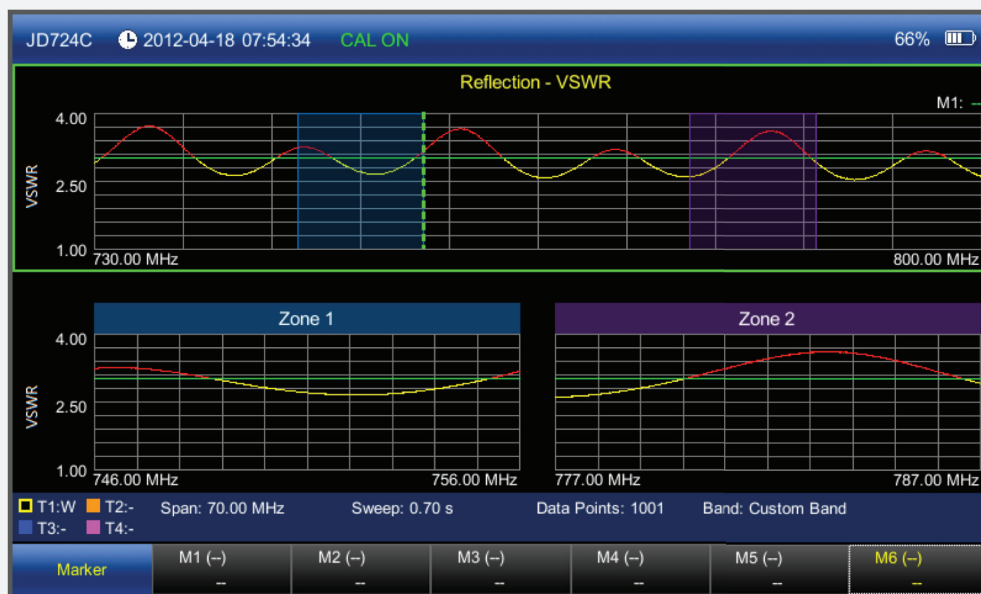 JD724C 2012-04-18 07:54:34 CAL ON 66%
Reflection - VSWR
M1: --
4.00
VSWR
2.50
1.00
730.00 MHz 800.00 MHz
Zone 1 Zone 2
4.00
VSWR
2.50
1.00
746.00 MHz 756.00 MHz 777.00 MHz 787.00 MHz
T1:W T2:- Span: 70.00 MHz Sweep: 0.70 s Data Points: 1001 Band: Custom Band
T3:- T4:-
Marker M1 (--) M2 (--) M3 (--) M4 (--) M5 (--) M6 (--)
-- -- -- -- -- --